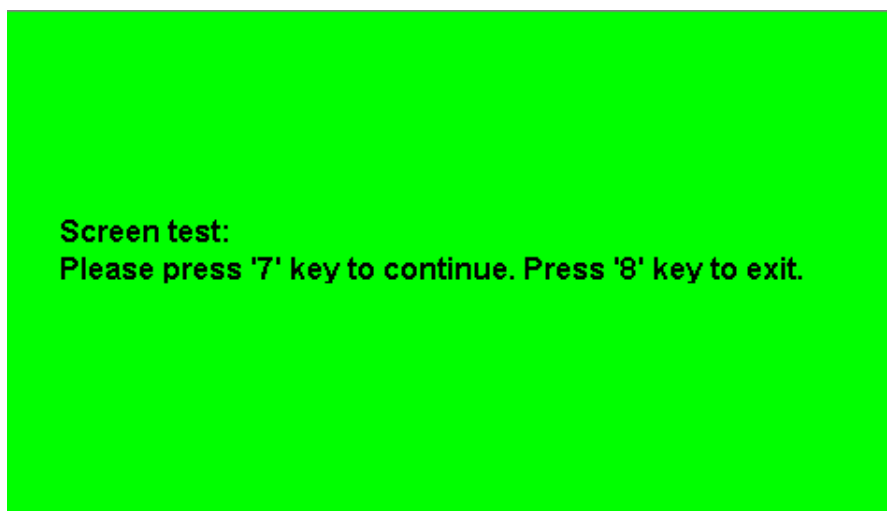 Screen test:
Please press '7' key to continue. Press '8' key to exit.